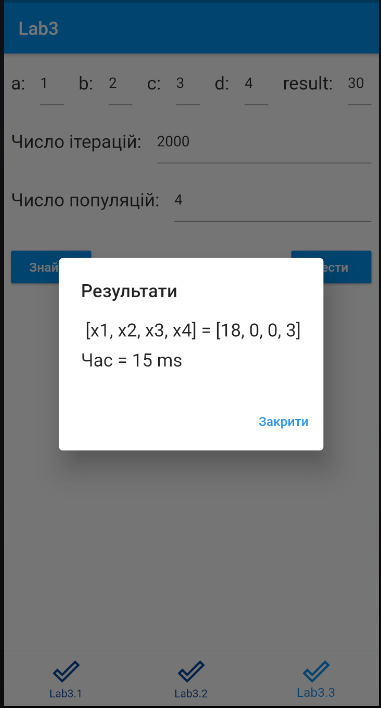 Lab3
a: 1 b: 2 c: 3 d: 4 result: 30
Число ітерацій: 2000
Число популяцій: 4
Результати
[x1, x2, x3, x4] = [18, 0, 0, 3]
Час = 15 ms
Закрити
Lab3.1 Lab3.2 Lab3.3